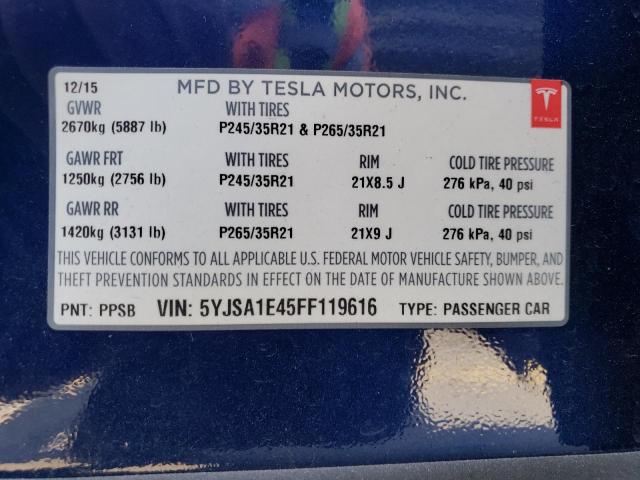 12/15 MFD BY TESLA MOTORS, INC.
GVWR WITH TIRES
2670kg (5887 lb) P245/35R21 & P265/35R21
TESLA
GAWR FRT WITH TIRES RIM COLD TIRE PRESSURE
1250kg (2756 lb) P245/35R21 21X8.5 J 276 kPa, 40 psi
GAWR RR WITH TIRES RIM COLD TIRE PRESSURE
1420kg (3131 lb) P265/35R21 21X9 J 276 kPa, 40 psi
THIS VEHICLE CONFORMS TO ALL APPLICABLE U.S. FEDERAL MOTOR VEHICLE SAFETY, BUMPER, AND
THEFT PREVENTION STANDARDS IN EFFECT ON THE DATE OF MANUFACTURE SHOWN ABOVE.
PNT: PPSB VIN: 5YJSA1E45FF119616 TYPE: PASSENGER CAR